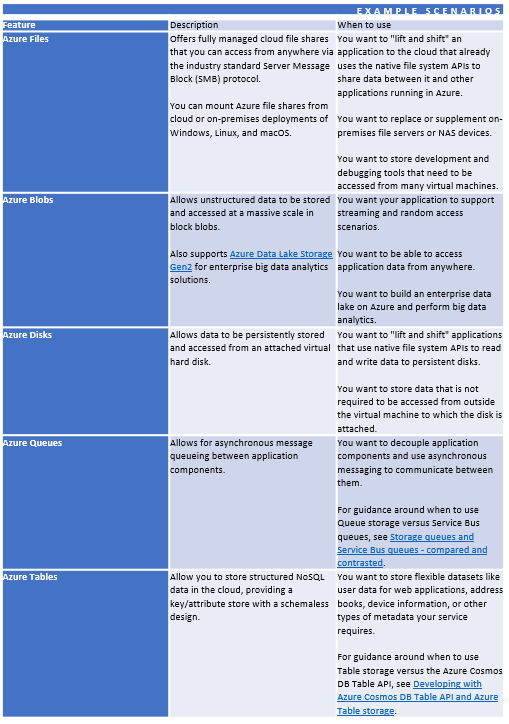 EXAMPLE SCENARIOS
Feature
Description
When to use
Azure Files
Offers fully managed cloud file shares
that you can access from anywhere via
the industry standard Server Message
Block (SMB) protocol.
You can mount Azure file shares from
cloud or on-premises deployments of
Windows, Linux, and macOS.
You want to "lift and shift" an
application to the cloud that already
uses the native file system APIs to
share data between it and other
applications running in Azure.
You want to replace or supplement on-
premises file servers or NAS devices.
You want to store development and
debugging tools that need to be
accessed from many virtual machines.
Azure Blobs
Allows unstructured data to be stored
and accessed at a massive scale in
block blobs.
Also supports Azure Data Lake Storage
Gen2 for enterprise big data analytics
solutions.
You want your application to support
streaming and random access
scenarios.
You want to be able to access
application data from anywhere.
You want to build an enterprise data
lake on Azure and perform big data
analytics.
Azure Disks
Allows data to be persistently stored
and accessed from an attached virtual
hard disk.
You want to "lift and shift" applications
that use native file system APIs to read
and write data to persistent disks.
You want to store data that is not
required to be accessed from outside
the virtual machine to which the disk is
attached.
Azure Queues
Allows for asynchronous message
queueing between application
components.
You want to decouple application
components and use asynchronous
messaging to communicate between
them.
For guidance around when to use
Queue storage versus Service Bus
queues, see Storage queues and
Service Bus queues - compared and
contrasted.
Azure Tables
Allow you to store structured NoSQL
data in the cloud, providing a
key/attribute store with a schemaless
design.
You want to store flexible datasets like
user data for web applications, address
books, device information, or other
types of metadata your service
requires.
For guidance around when to use
Table storage versus the Azure Cosmos
DB Table API, see Developing with
Azure Cosmos DB Table API and Azure
Table storage.